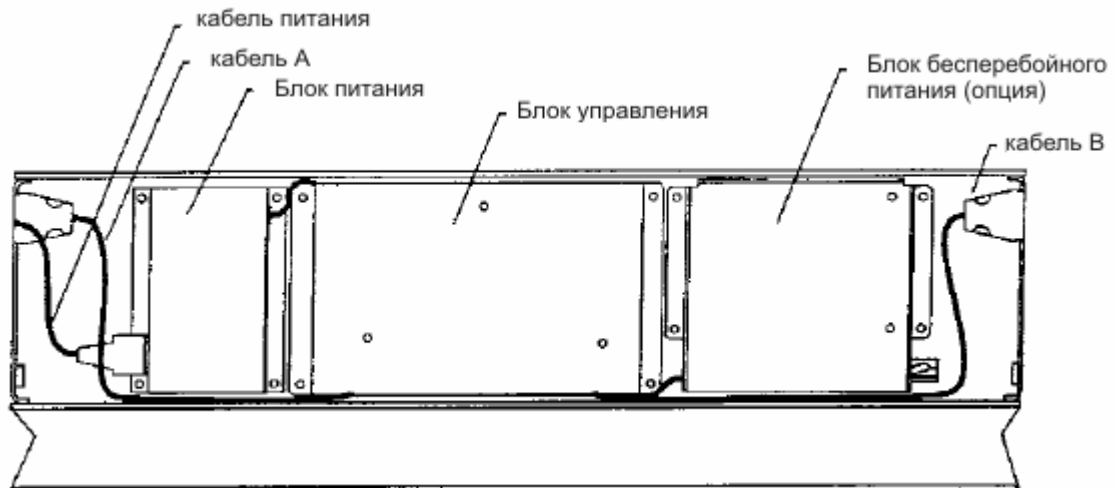 кабель питания
кабель А
Блок питания
Блок управления
Блок бесперебойного
питания (опция)
кабель В